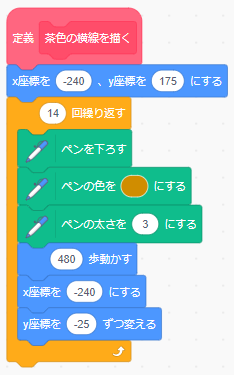 定義 茶色の横線を描く
x座標を -240 、y座標を 175 にする
14 回繰り返す
ペンを下ろす
ペンの色を にする
ペンの太さを 3 にする
480 歩動かす
x座標を -240 にする
y座標を -25 ずつ変える